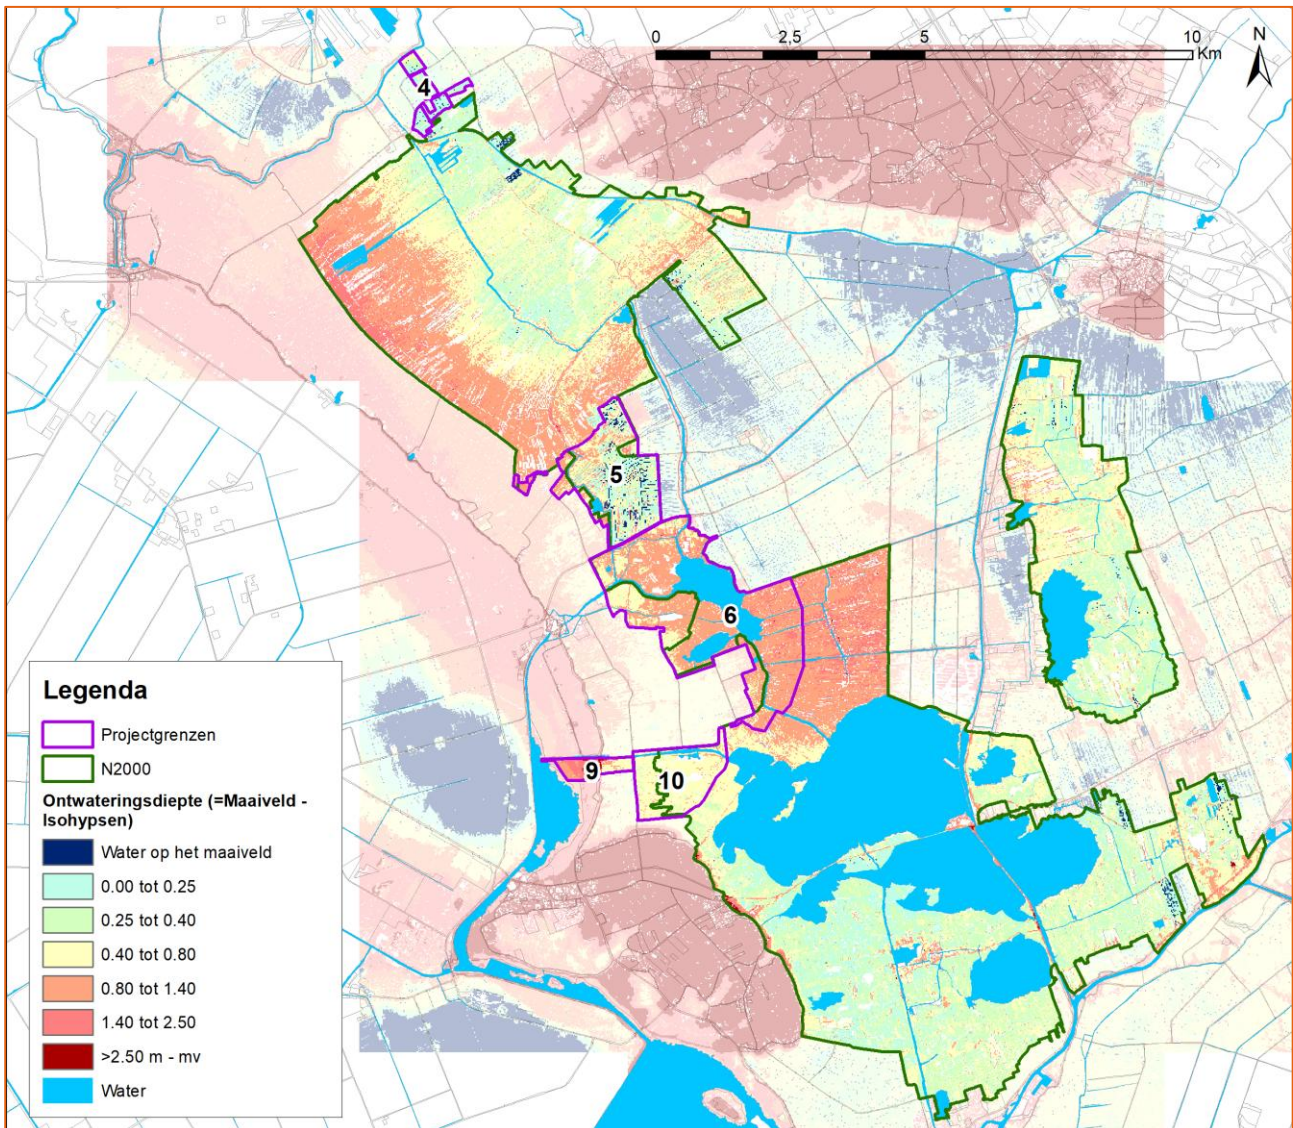 0 2,5 5 10
Km
N
4
5
6
9
10
Legenda
Projectgrenzen
N2000
Ontwateringsdiepte (=Maaiveld -
Isohypsen)
Water op het maaiveld
0.00 tot 0.25
0.25 tot 0.40
0.40 tot 0.80
0.80 tot 1.40
1.40 tot 2.50
>2.50 m - mv
Water